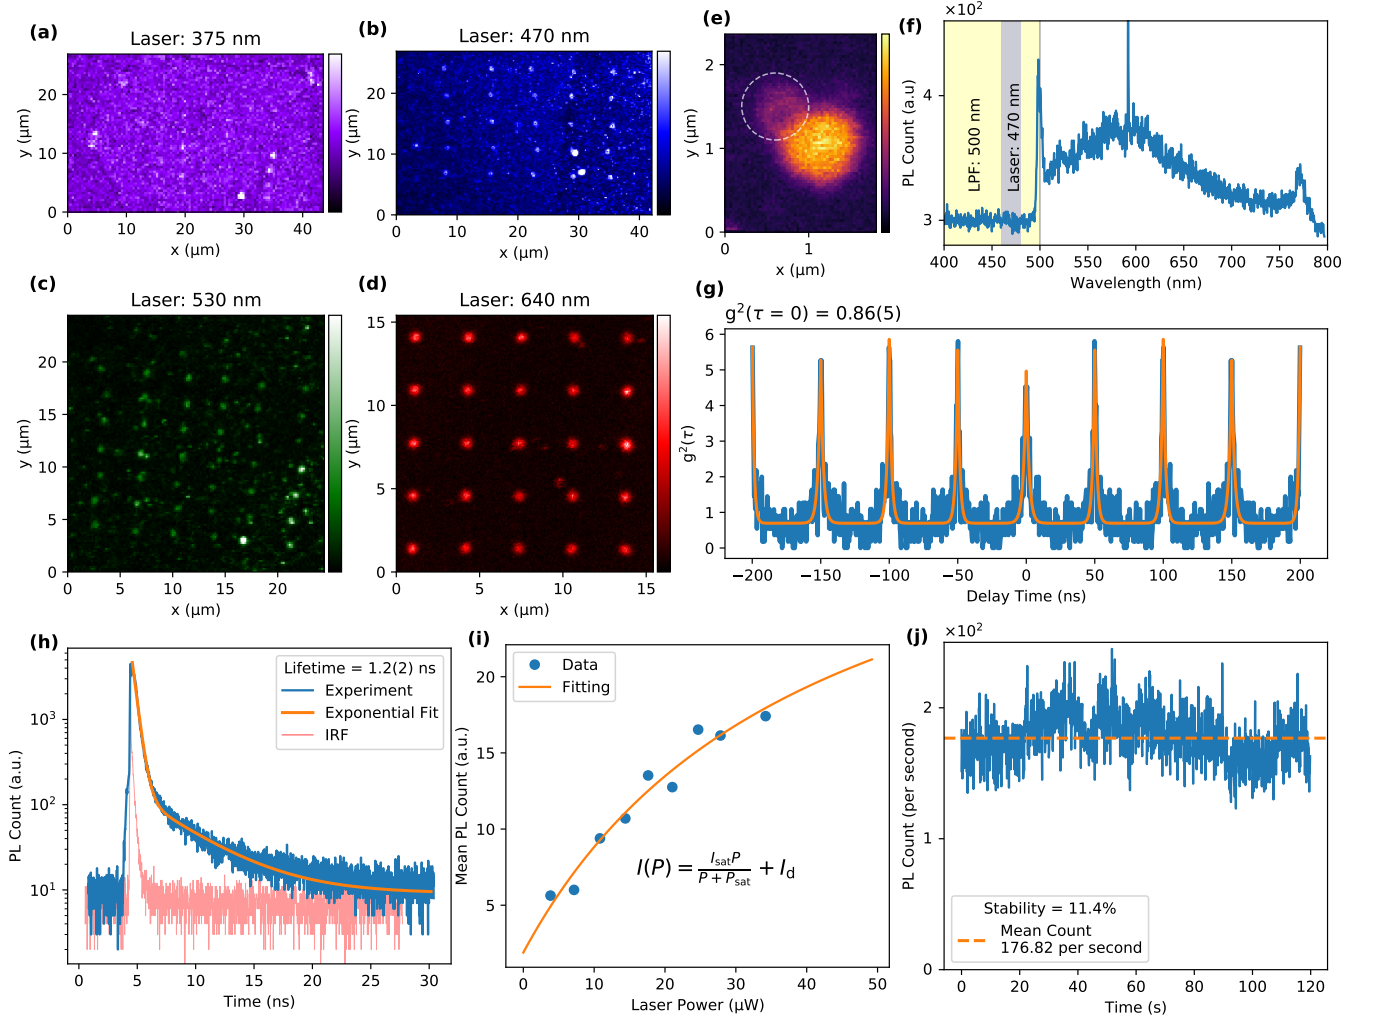 (a)
Laser: 375 nm
20
10
0
y (μm)
0
10
20
30
40
x (μm)
(b)
Laser: 470 nm
20
10
0
y (μm)
0
10
20
30
40
x (μm)
(c)
Laser: 530 nm
20
15
10
5
0
y (μm)
0
5
10
15
20
x (μm)
(d)
Laser: 640 nm
15
10
5
0
y (μm)
0
5
10
15
x (μm)
(e)
2
1
0
y (μm)
0
1
x (μm)
(f)
×10²
4
3
PL Count (a.u)
LPF: 500 nm
Laser: 470 nm
400
450
500
550
600
650
700
750
800
Wavelength (nm)
(g)
g²(τ = 0) = 0.86(5)
6
5
4
3
2
1
0
g²(τ)
−200
−150
−100
−50
0
50
100
150
200
Delay Time (ns)
(h)
Lifetime = 1.2(2) ns
Experiment
Exponential Fit
IRF
10³
10²
10¹
PL Count (a.u.)
0
5
10
15
20
25
30
Time (ns)
(i)
Data
Fitting
20
15
10
5
Mean PL Count (a.u.)
I(P) = I_sat P / (P + P_sat) + I_d
0
10
20
30
40
50
Laser Power (μW)
(j)
×10²
2
1
0
PL Count (per second)
Stability = 11.4%
Mean Count
176.82 per second
0
20
40
60
80
100
120
Time (s)